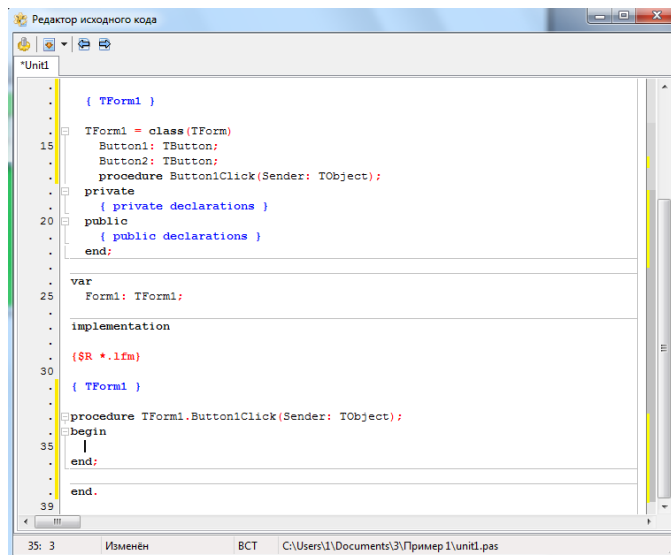 Редактор исходного кода
*Unit1
{ TForm1 }
TForm1 = class(TForm)
15 Button1: TButton;
Button2: TButton;
procedure Button1Click(Sender: TObject);
private
{ private declarations }
20 public
{ public declarations }
end;
var
25 Form1: TForm1;
implementation
{$R *.lfm}
30
{ TForm1 }
procedure TForm1.Button1Click(Sender: TObject);
begin
35
end;
end.
39
35: 3 Изменён ВСТ C:\Users\1\Documents\3\Пример 1\unit1.pas